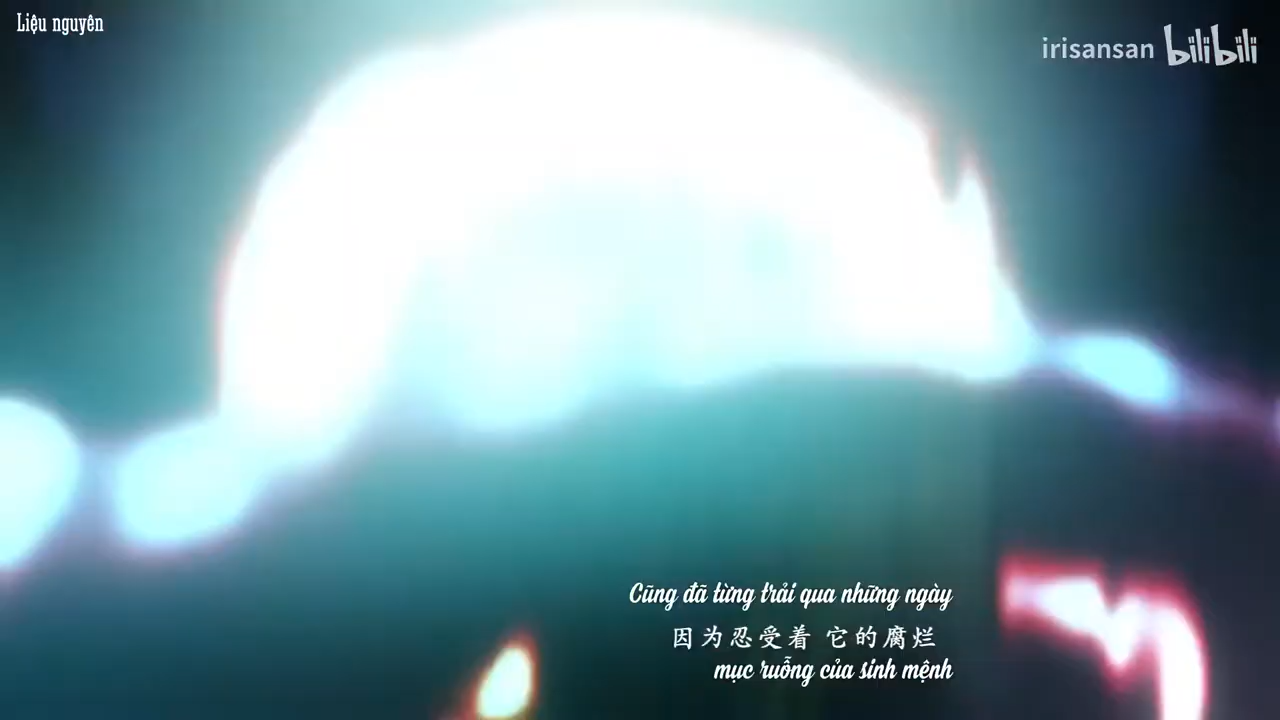 Liệu nguyên
irisansan bilibili
Cũng đã từng trải qua những ngày
因为忍受着 它的腐烂
mục ruỗng của sinh mệnh